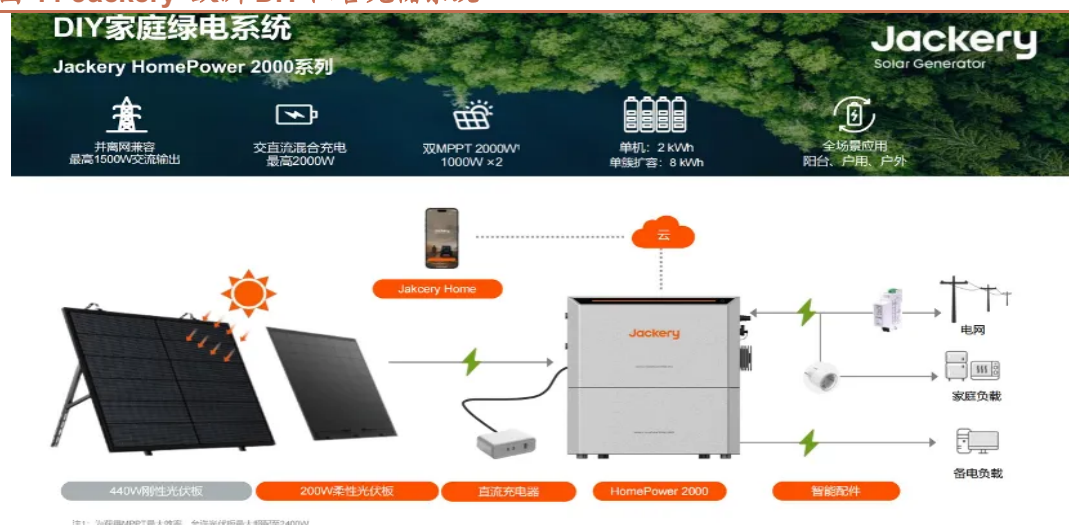 Jackery DIY
DIY家庭绿电系统
Jackery HomePower 2000系列
Jackery
Solar Generator
并离网兼容
最高1500W交流输出
交直流混合充电
最高2000W
双MPPT 2000W¹
1000W ×2
单机：2 kWh
单簇扩容：8 kWh
全场景应用
阳台、户用、户外
云
Jakcery Home
Jackery
电网
家庭负载
备电负载
440W刚性光伏板
200W柔性光伏板
直流充电器
HomePower 2000
智能配件